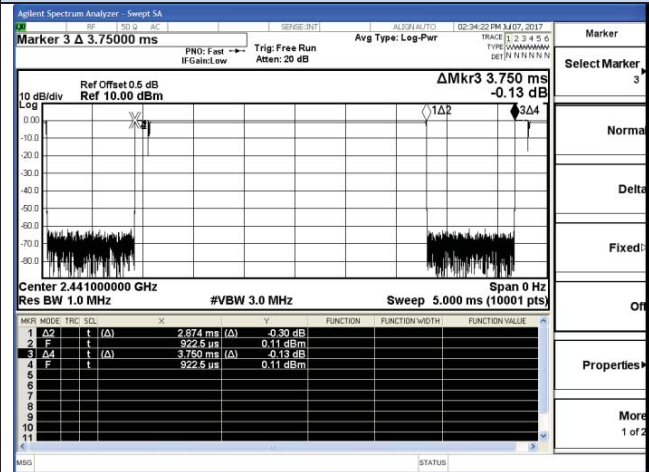 Agilent Spectrum Analyzer - Swept SA
LXI RF 50 Ω AC SENSE:INT ALIGN AUTO 02:34:22 PM Jul 07, 2017
Marker 3 Δ 3.75000 ms
PNO: Fast
IFGain:Low
Trig: Free Run
Atten: 20 dB
Avg Type: Log-Pwr
TRACE 1 2 3 4 5 6
TYPE WWWWWW
DET N N N N N N
Marker
Select Marker
3
Normal
Delta
Fixed
Off
Properties
More
1 of 2
Ref Offset 0.5 dB
10 dB/div Ref 10.00 dBm
ΔMkr3 3.750 ms
-0.13 dB
Log
1Δ2
3Δ4
0.00
-10.0
-20.0
-30.0
-40.0
-50.0
-60.0
-70.0
-80.0
Center 2.441000000 GHz Span 0 Hz
Res BW 1.0 MHz #VBW 3.0 MHz Sweep 5.000 ms (10001 pts)
MKR MODE TRC SCL X Y FUNCTION FUNCTION WIDTH FUNCTION VALUE
1 Δ2 t (Δ) 2.874 ms (Δ) -0.30 dB
2 F t 922.5 µs 0.11 dBm
3 Δ4 t (Δ) 3.750 ms (Δ) -0.13 dB
4 F t 922.5 µs 0.11 dBm
5
6
7
8
9
10
11
MSG STATUS